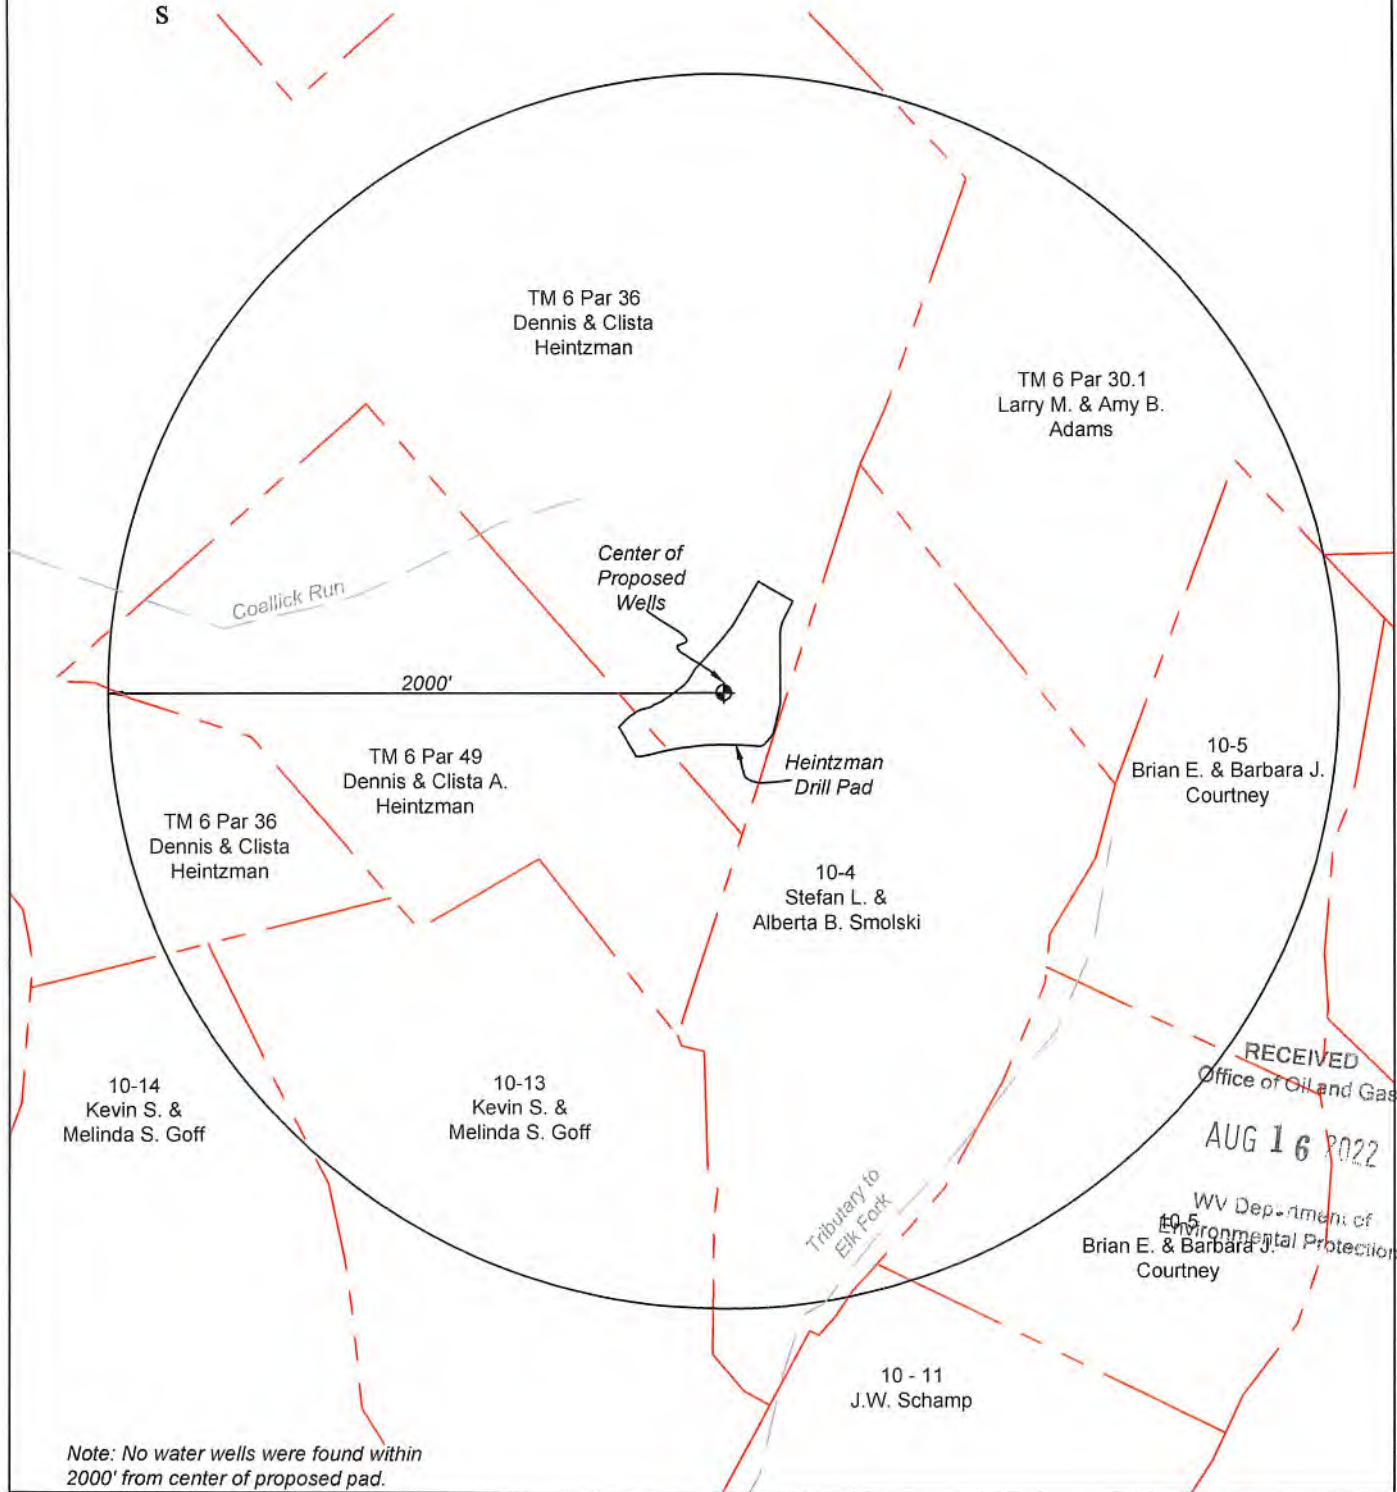 S
TM 6 Par 36
Dennis & Clista
Heintzman
TM 6 Par 30.1
Larry M. & Amy B.
Adams
Center of
Proposed
Wells
Coallick Run
2000'
TM 6 Par 49
Dennis & Clista A.
Heintzman
Heintzman
Drill Pad
10-5
Brian E. & Barbara J.
Courtney
TM 6 Par 36
Dennis & Clista
Heintzman
10-4
Stefan L. &
Alberta B. Smolski
10-14
Kevin S. &
Melinda S. Goff
10-13
Kevin S. &
Melinda S. Goff
RECEIVED
Office of Oil and Gas
AUG 16 2022
WV Department of
Environmental Protection
Tributary to
Elk Fork
10-5
Brian E. & Barbara J.
Courtney
10 - 11
J.W. Schamp
Note: No water wells were found within
2000' from center of proposed pad.